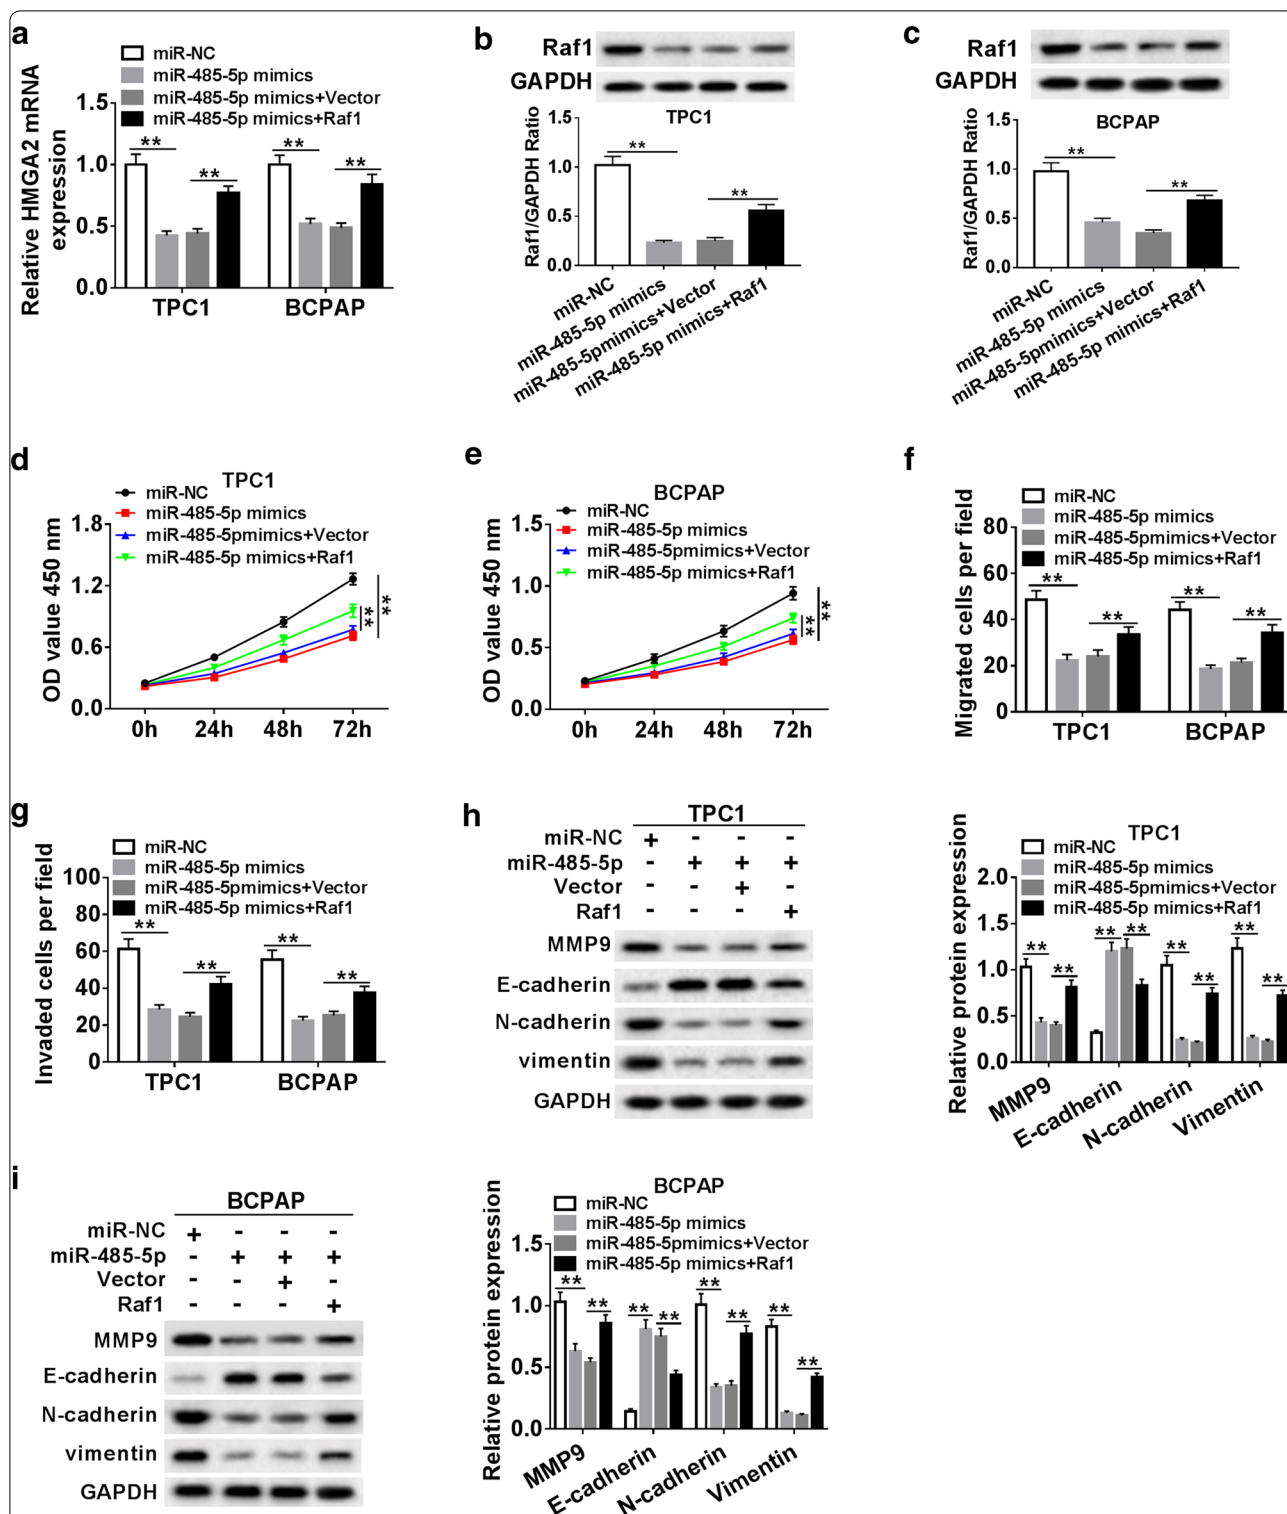 a
miR-NC
miR-485-5p mimics
miR-485-5p mimics+Vector
miR-485-5p mimics+Raf1
Relative HMGA2 mRNA
expression
1.5
1.0
0.5
0.0
** ** ** **
TPC1 BCPAP
b
Raf1
GAPDH
TPC1
Raf1/GAPDH Ratio
1.5
1.0
0.5
0.0
** **
miR-NC
miR-485-5p mimics
miR-485-5pmimics+Vector
miR-485-5p mimics+Raf1
c
Raf1
GAPDH
BCPAP
Raf1/GAPDH Ratio
1.5
1.0
0.5
0.0
** **
miR-NC
miR-485-5p mimics
miR-485-5pmimics+Vector
miR-485-5p mimics+Raf1
d
TPC1
miR-NC
miR-485-5p mimics
miR-485-5pmimics+Vector
miR-485-5p mimics+Raf1
OD value 450 nm
1.8
1.2
0.6
0.0
** **
0h 24h 48h 72h
e
BCPAP
miR-NC
miR-485-5p mimics
miR-485-5pmimics+Vector
miR-485-5p mimics+Raf1
OD value 450 nm
1.5
1.0
0.5
0.0
** **
0h 24h 48h 72h
f
miR-NC
miR-485-5p mimics
miR-485-5pmimics+Vector
miR-485-5p mimics+Raf1
Migrated cells per field
80
60
40
20
0
** ** ** **
TPC1 BCPAP
g
miR-NC
miR-485-5p mimics
miR-485-5pmimics+Vector
miR-485-5p mimics+Raf1
Invaded cells per field
100
80
60
40
20
0
** ** ** **
TPC1 BCPAP
h
TPC1
miR-NC + - - -
miR-485-5p - + + +
Vector - - + -
Raf1 - - - +
MMP9
E-cadherin
N-cadherin
vimentin
GAPDH
TPC1
miR-NC
miR-485-5p mimics
miR-485-5pmimics+Vector
miR-485-5p mimics+Raf1
Relative protein expression
2.0
1.5
1.0
0.5
0.0
** ** ** ** ** ** ** **
MMP9
E-cadherin
N-cadherin
Vimentin
i
BCPAP
miR-NC + - - -
miR-485-5p - + + +
Vector - - + -
Raf1 - - - +
MMP9
E-cadherin
N-cadherin
vimentin
GAPDH
BCPAP
miR-NC
miR-485-5p mimics
miR-485-5pmimics+Vector
miR-485-5p mimics+Raf1
Relative protein expression
1.5
1.0
0.5
0.0
** ** ** ** ** ** ** **
MMP9
E-cadherin
N-cadherin
Vimentin